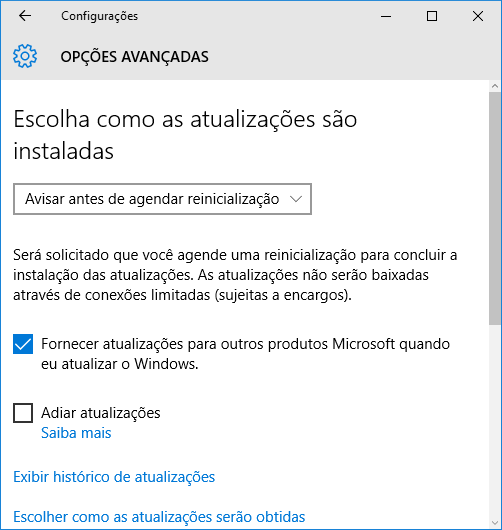 Configurações
OPÇÕES AVANÇADAS
Escolha como as atualizações são
instaladas
Avisar antes de agendar reinicialização
Será solicitado que você agende uma reinicialização para concluir a
instalação das atualizações. As atualizações não serão baixadas
através de conexões limitadas (sujeitas a encargos).
Fornecer atualizações para outros produtos Microsoft quando
eu atualizar o Windows.
Adiar atualizações
Saiba mais
Exibir histórico de atualizações
Escolher como as atualizações serão obtidas